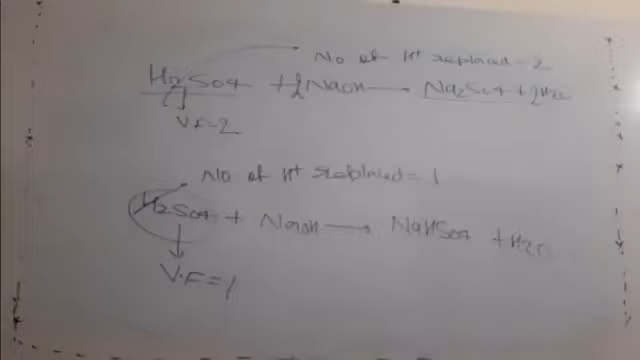 No of H+ replaced = 2
H2SO4 + 2NaOH → Na2SO4 + 2H2O
V.F=2
No of H+ replaced = 1
H2SO4 + NaOH → NaHSO4 + H2O
V.F=1